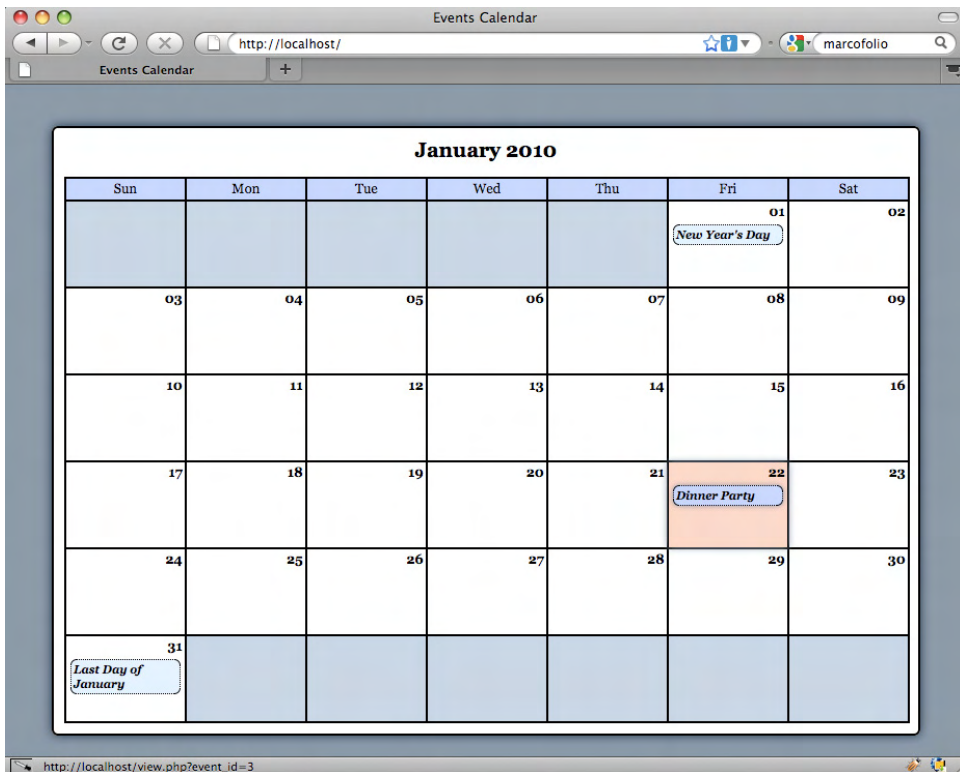 Events Calendar
http://localhost/
marcofolio
Events Calendar
+
January 2010
Sun Mon Tue Wed Thu Fri Sat
01 02
New Year's Day
03 04 05 06 07 08 09
10 11 12 13 14 15 16
17 18 19 20 21 22 23
Dinner Party
24 25 26 27 28 29 30
31
Last Day of
January
http://localhost/view.php?event_id=3